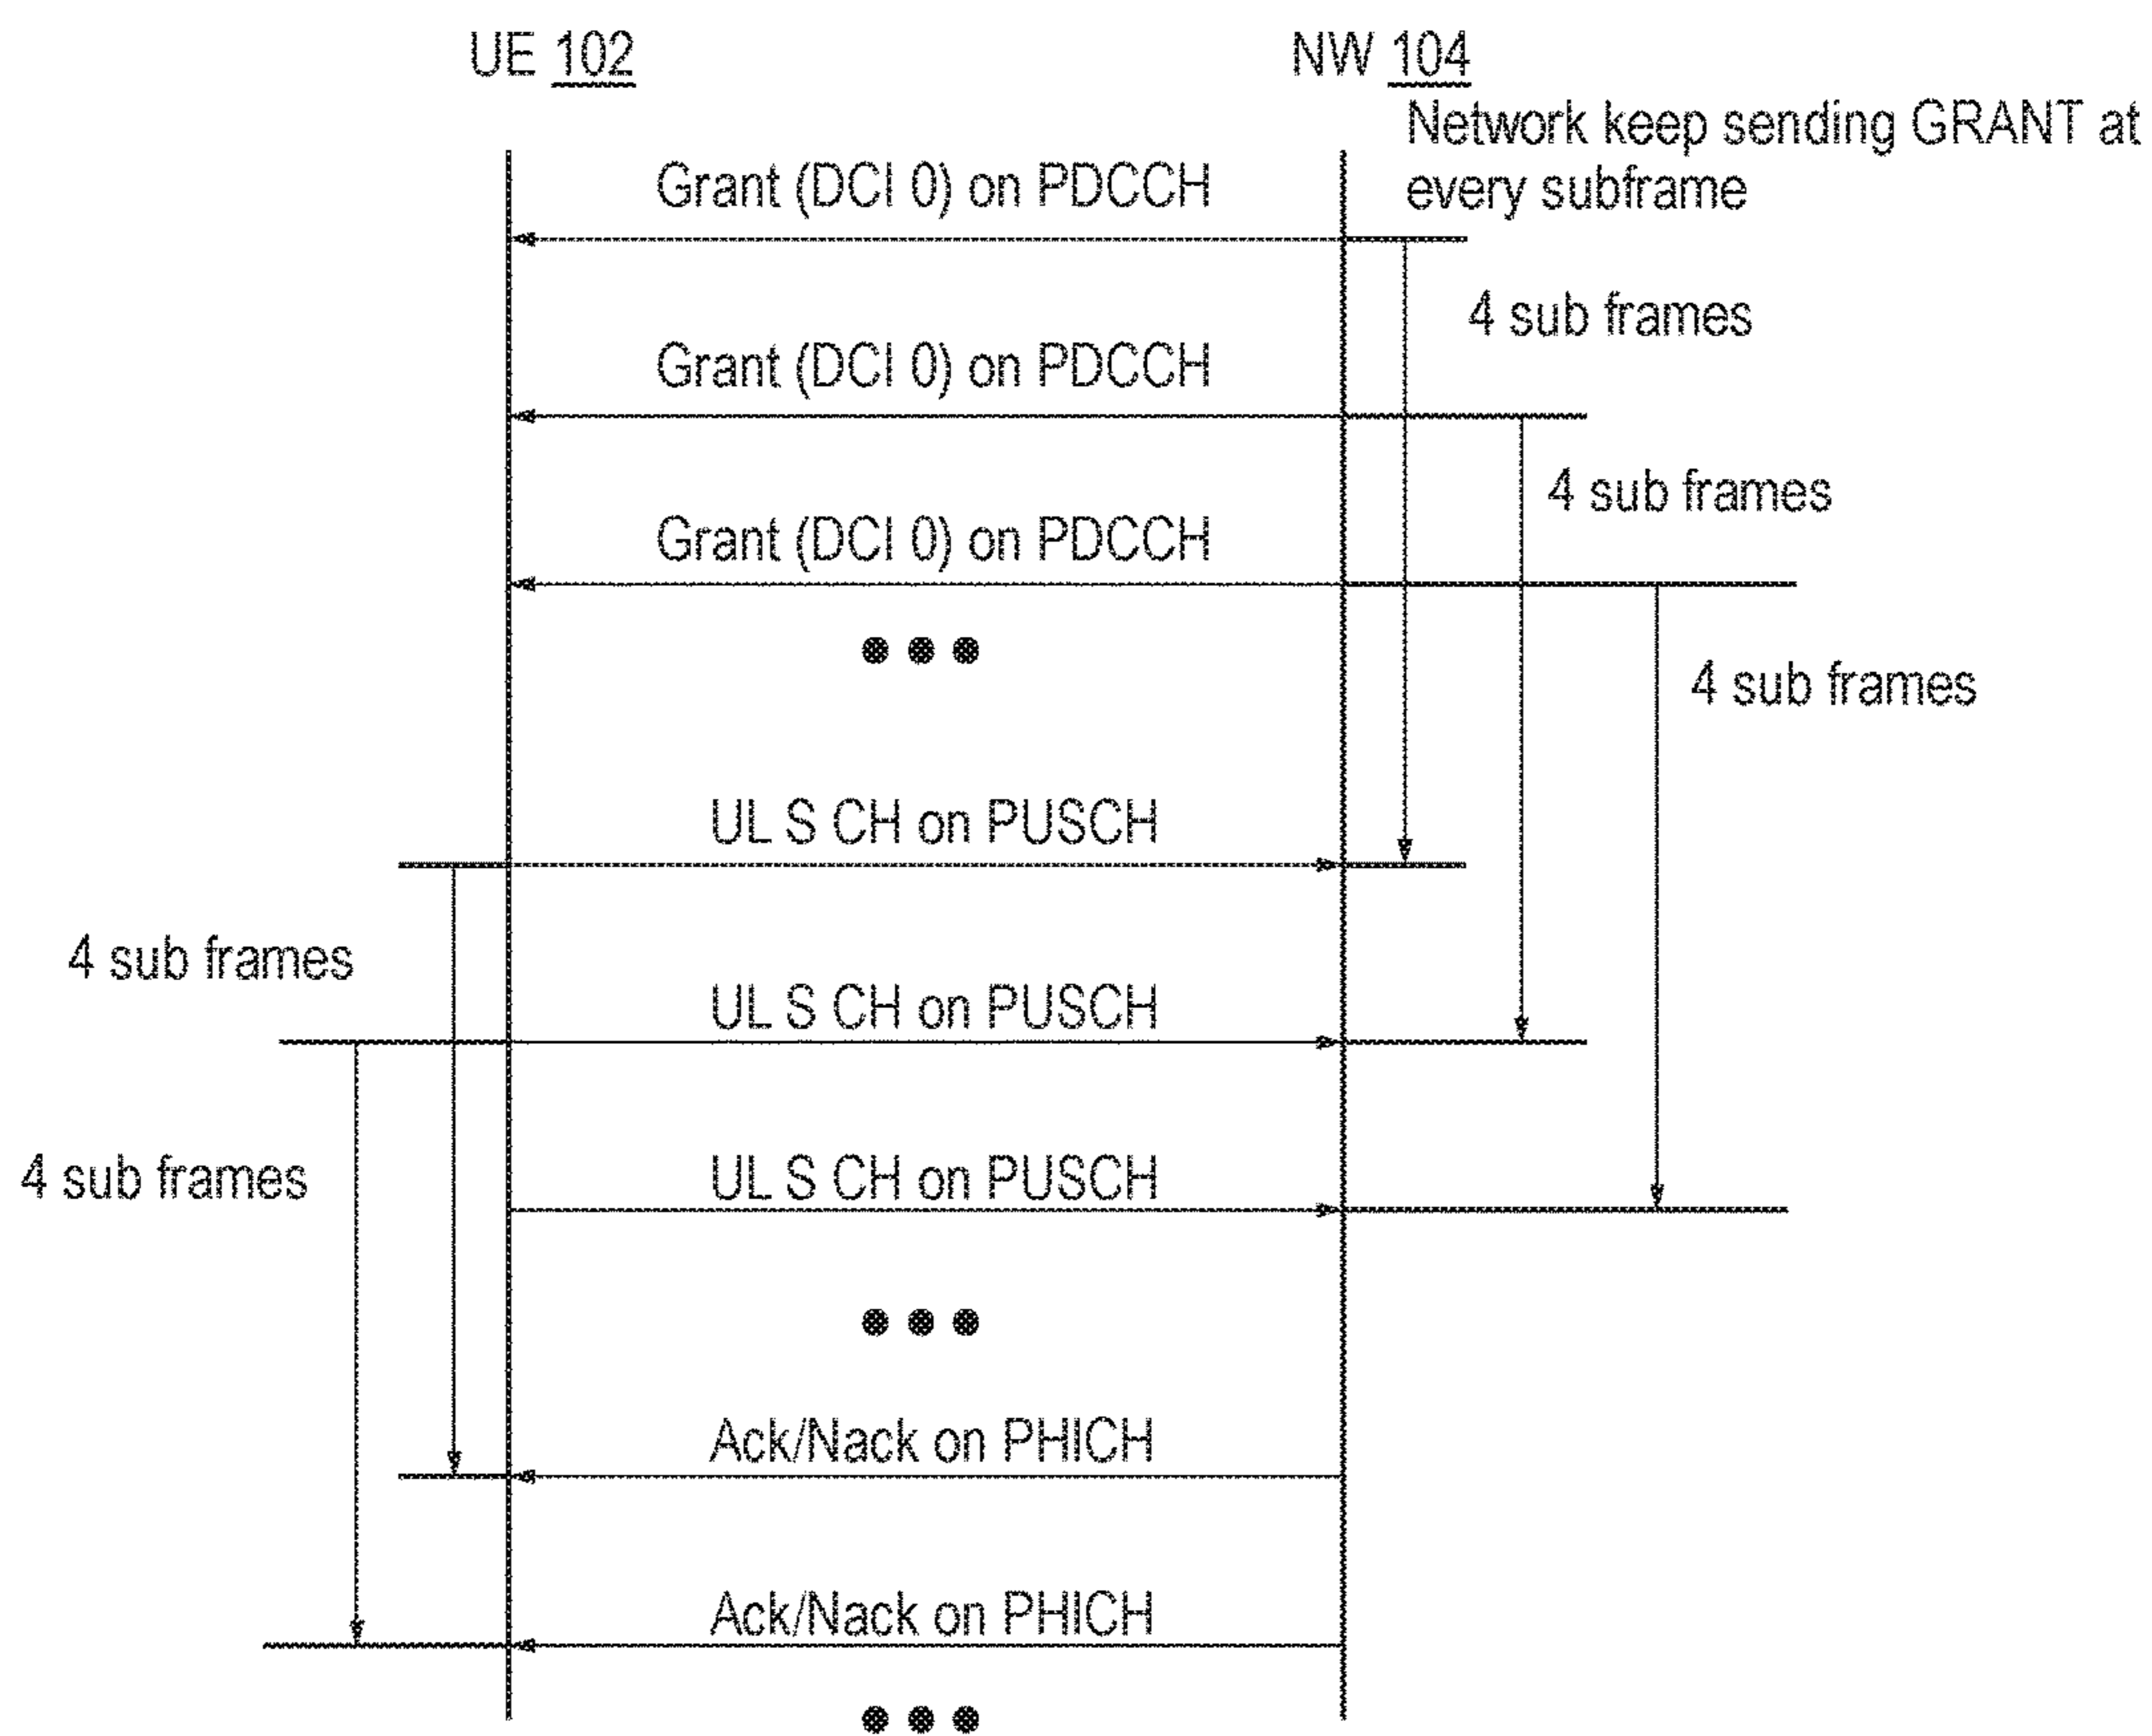 UE 102
NW 104
Network keep sending GRANT at
every subframe
Grant (DCI 0) on PDCCH
4 sub frames
Grant (DCI 0) on PDCCH
4 sub frames
Grant (DCI 0) on PDCCH
4 sub frames
UL S CH on PUSCH
4 sub frames
UL S CH on PUSCH
4 sub frames
UL S CH on PUSCH
Ack/Nack on PHICH
Ack/Nack on PHICH